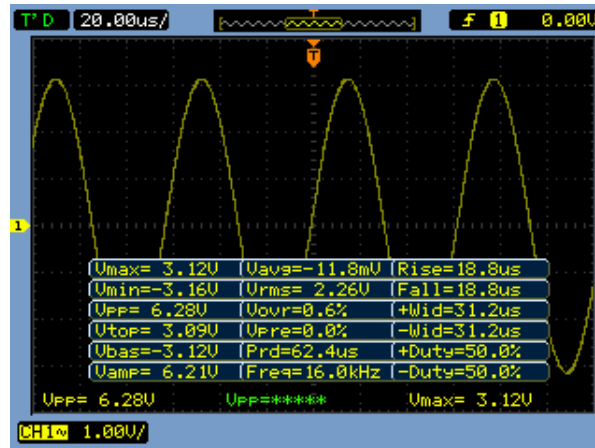 T'D 20.00us/ T f 1 0.00V
T
1
Vmax= 3.12V Vavg=-11.8mV Rise=18.8us
Vmin=-3.16V Vrms= 2.26V Fall=18.8us
VPP= 6.28V Vovr=0.6% +Wid=31.2us
Vtop= 3.09V Vpre=0.0% -Wid=31.2us
Vbas=-3.12V Prd=62.4us +Duty=50.0%
Vamp= 6.21V Freq=16.0kHz -Duty=50.0%
VPP= 6.28V VPP=***** Vmax= 3.12V
CH1~ 1.00V/